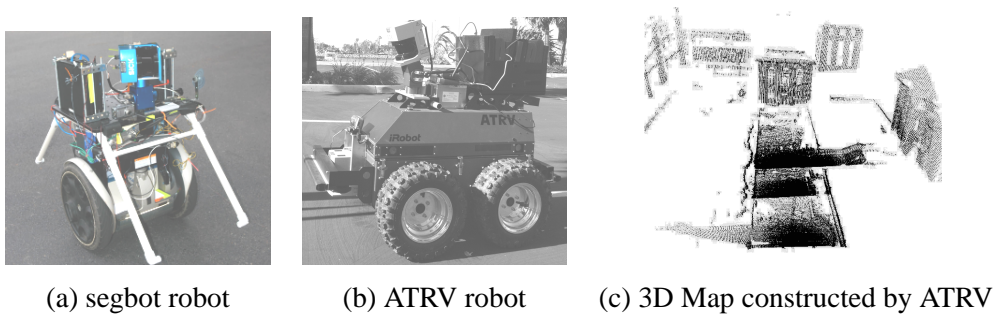 iRobot
ATRV
(a) segbot robot
(b) ATRV robot
(c) 3D Map constructed by ATRV